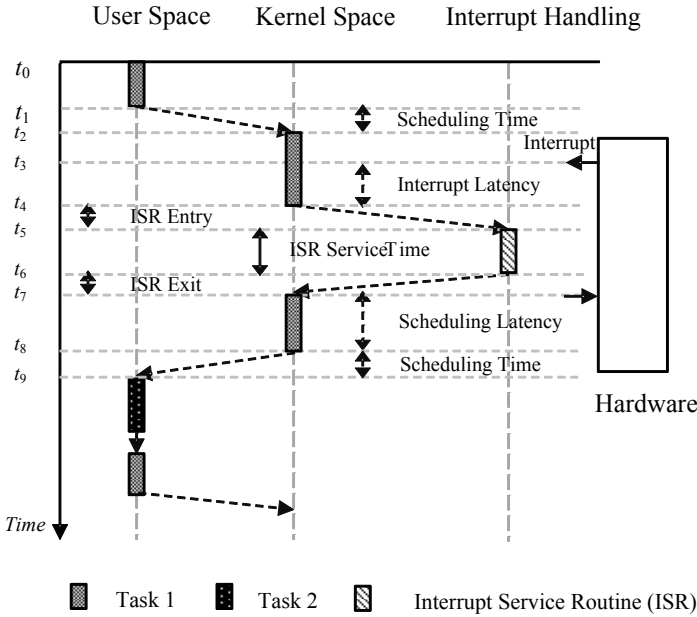 User Space Kernel Space Interrupt Handling
t0
t1
Scheduling Time
t2
Interrupt
t3
Interrupt Latency
t4
ISR Entry
t5
ISR ServiceTime
t6
ISR Exit
t7
Scheduling Latency
t8
Scheduling Time
t9
Hardware
Time
Task 1 Task 2 Interrupt Service Routine (ISR)